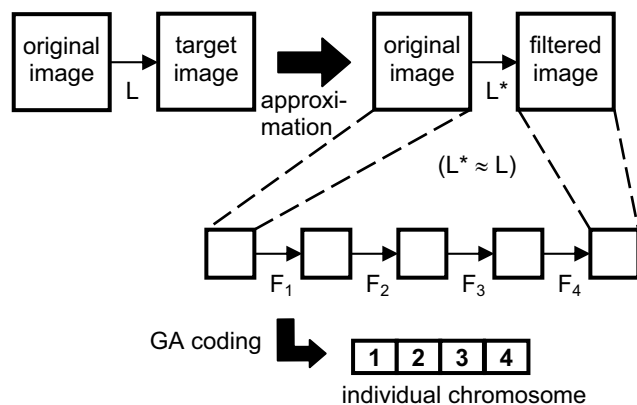 original
image
L
target
image
approxi-
mation
original
image
L*
filtered
image
(L* ≈ L)
F1
F2
F3
F4
GA coding
1 2 3 4
individual chromosome